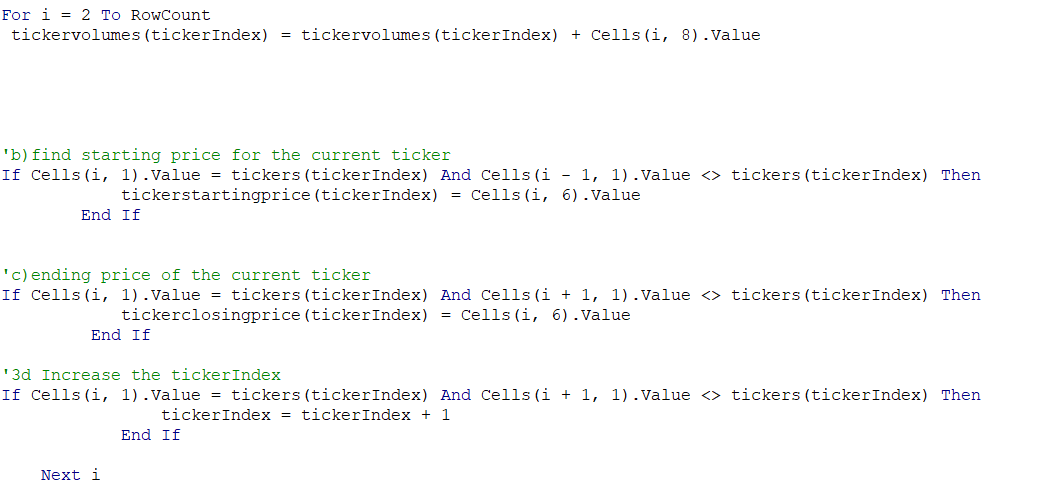 For i = 2 To RowCount
tickervolumes(tickerIndex) = tickervolumes(tickerIndex) + Cells(i, 8).Value
'b)find starting price for the current ticker
If Cells(i, 1).Value = tickers(tickerIndex) And Cells(i - 1, 1).Value <> tickers(tickerIndex) Then
tickerstartingprice(tickerIndex) = Cells(i, 6).Value
End If
'c)ending price of the current ticker
If Cells(i, 1).Value = tickers(tickerIndex) And Cells(i + 1, 1).Value <> tickers(tickerIndex) Then
tickerclosingprice(tickerIndex) = Cells(i, 6).Value
End If
'3d Increase the tickerIndex
If Cells(i, 1).Value = tickers(tickerIndex) And Cells(i + 1, 1).Value <> tickers(tickerIndex) Then
tickerIndex = tickerIndex + 1
End If
Next i